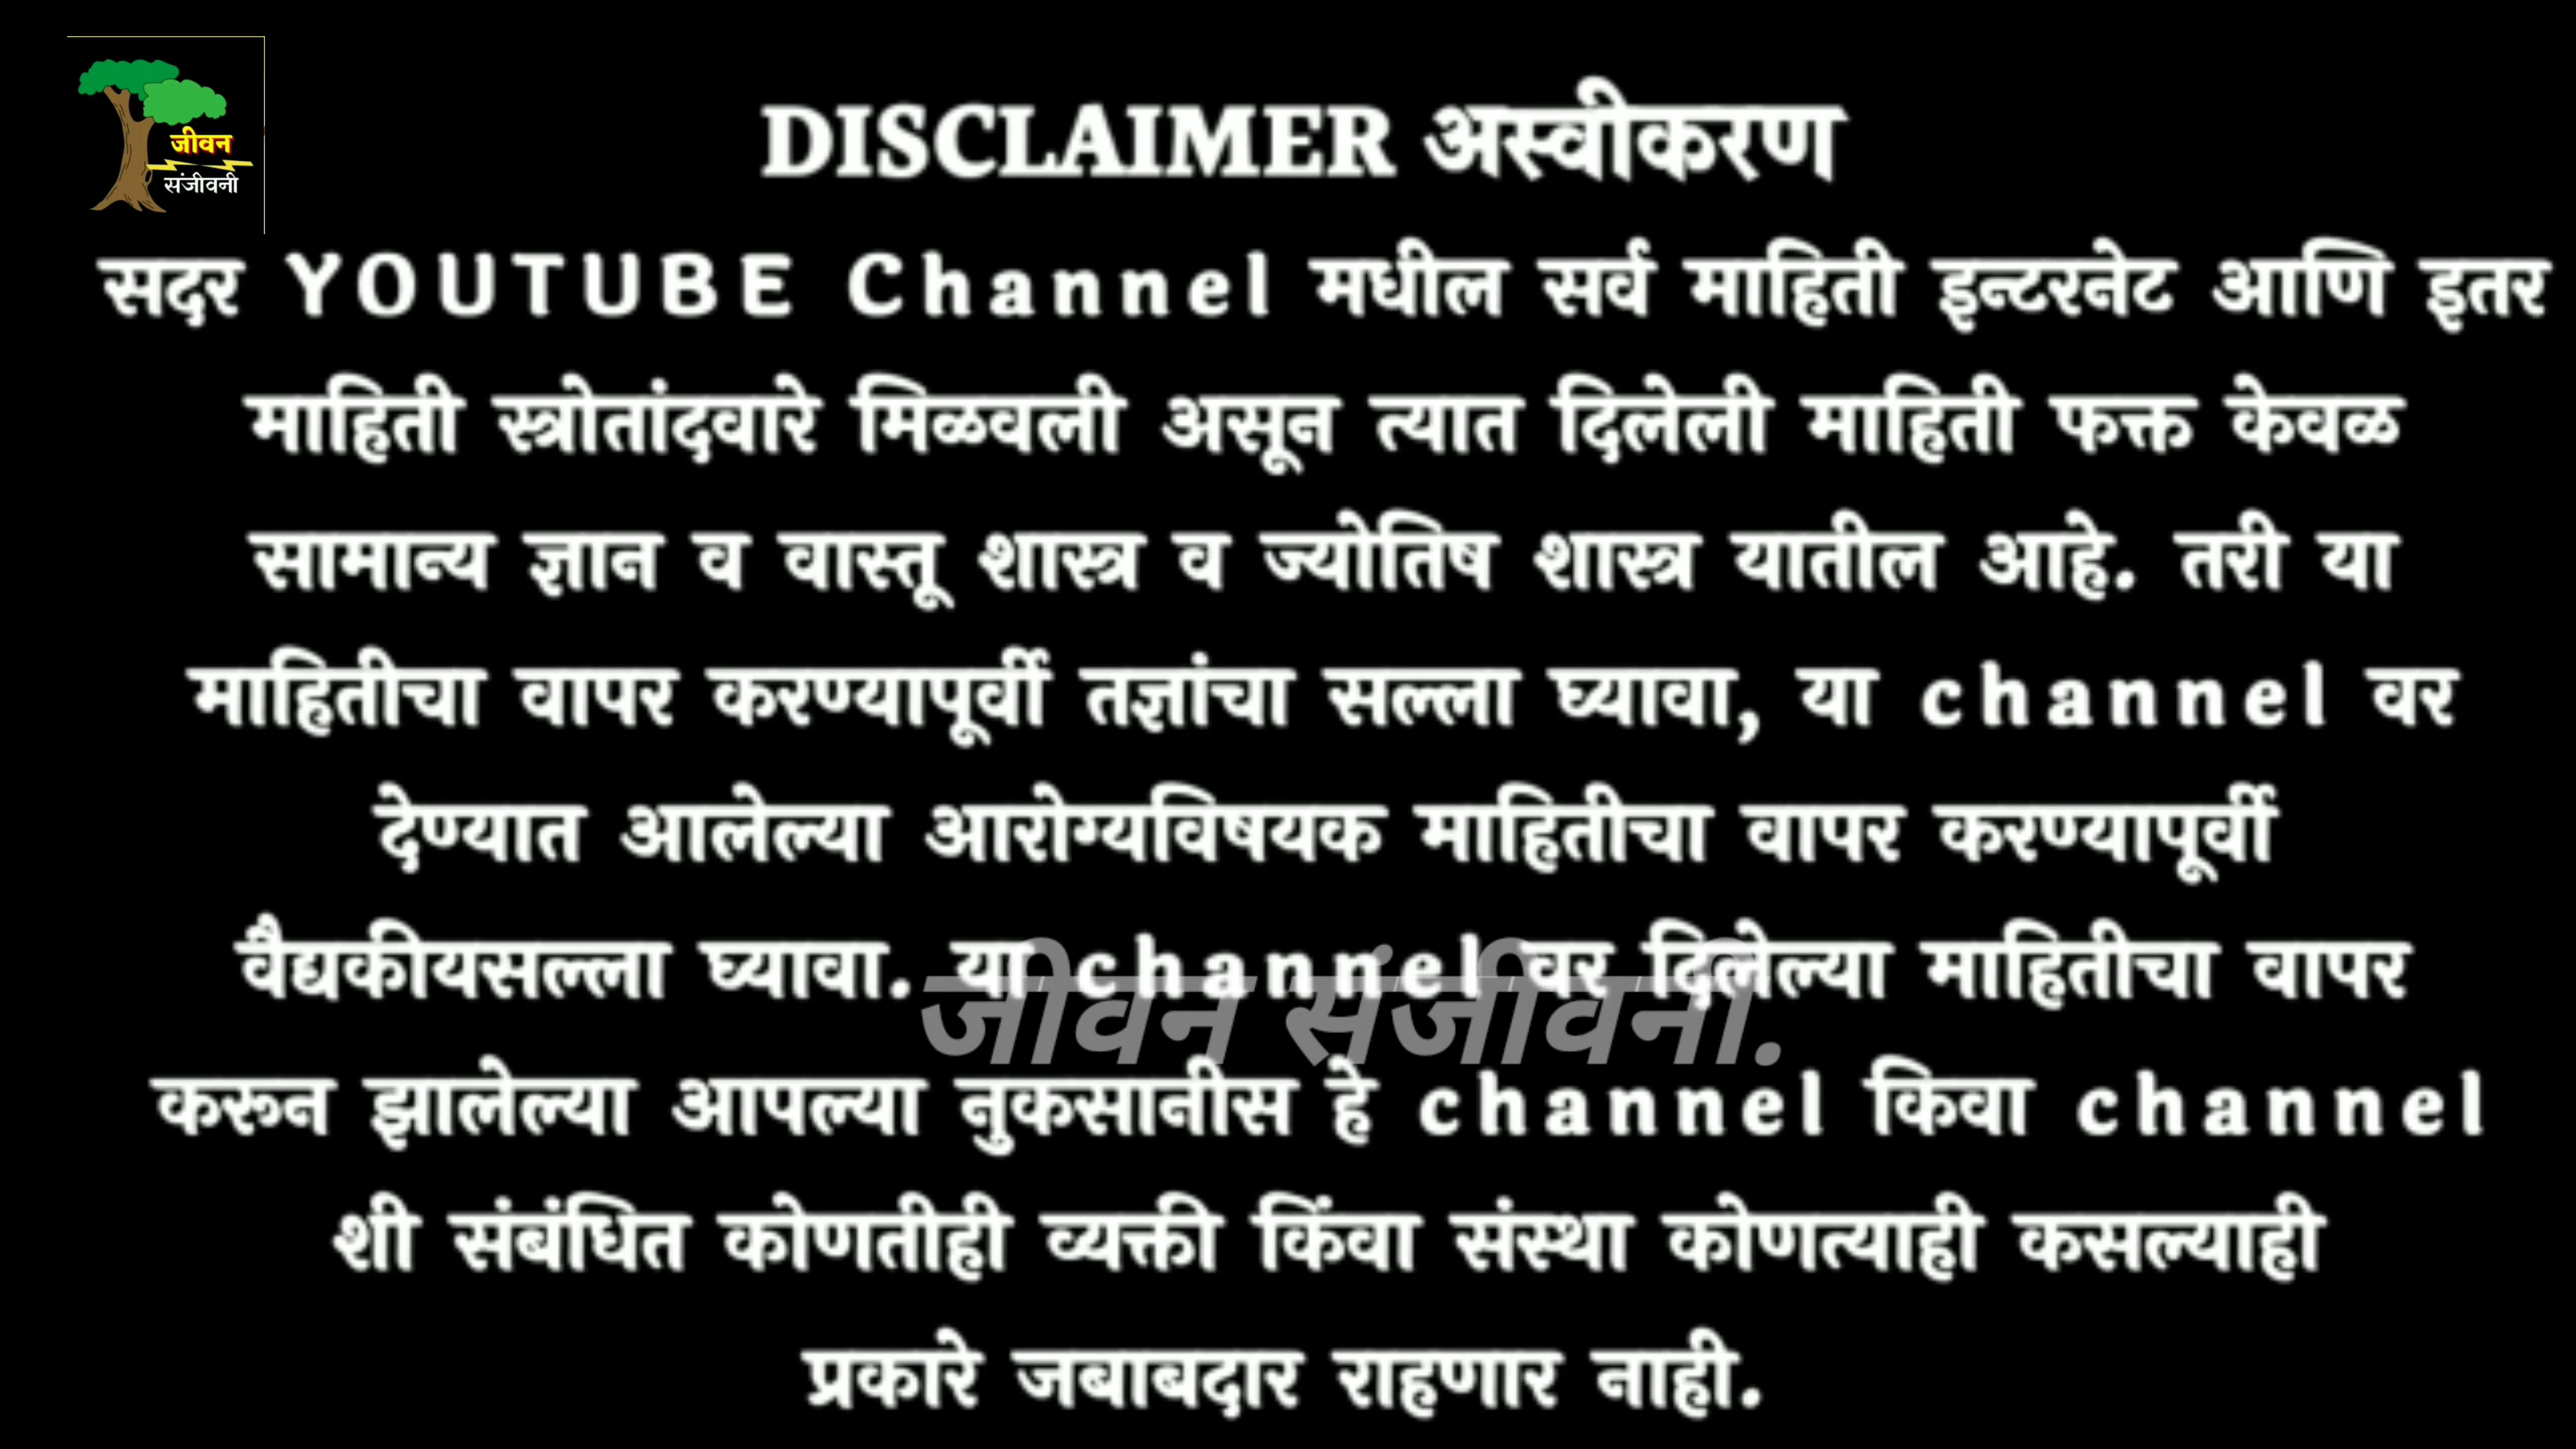 जीवन
संजीवनी
DISCLAIMER अस्वीकरण
सदर YOUTUBE Channel मधील सर्व माहिती इन्टरनेट आणि इतर
माहिती स्त्रोतांदवारे मिळवली असून त्यात दिलेली माहिती फक्त केवळ
सामान्य ज्ञान व वास्तू शास्त्र व ज्योतिष शास्त्र यातील आहे. तरी या
माहितीचा वापर करण्यापूर्वी तज्ञांचा सल्ला घ्यावा, या channel वर
देण्यात आलेल्या आरोग्यविषयक माहितीचा वापर करण्यापूर्वी
वैद्यकीयसल्ला घ्यावा. या channel वर दिलेल्या माहितीचा वापर
जीवन संजीवनी.
करून झालेल्या आपल्या नुकसानीस हे channel किवा channel
शी संबंधित कोणतीही व्यक्ती किंवा संस्था कोणत्याही कसल्याही
प्रकारे जबाबदार राहणार नाही.